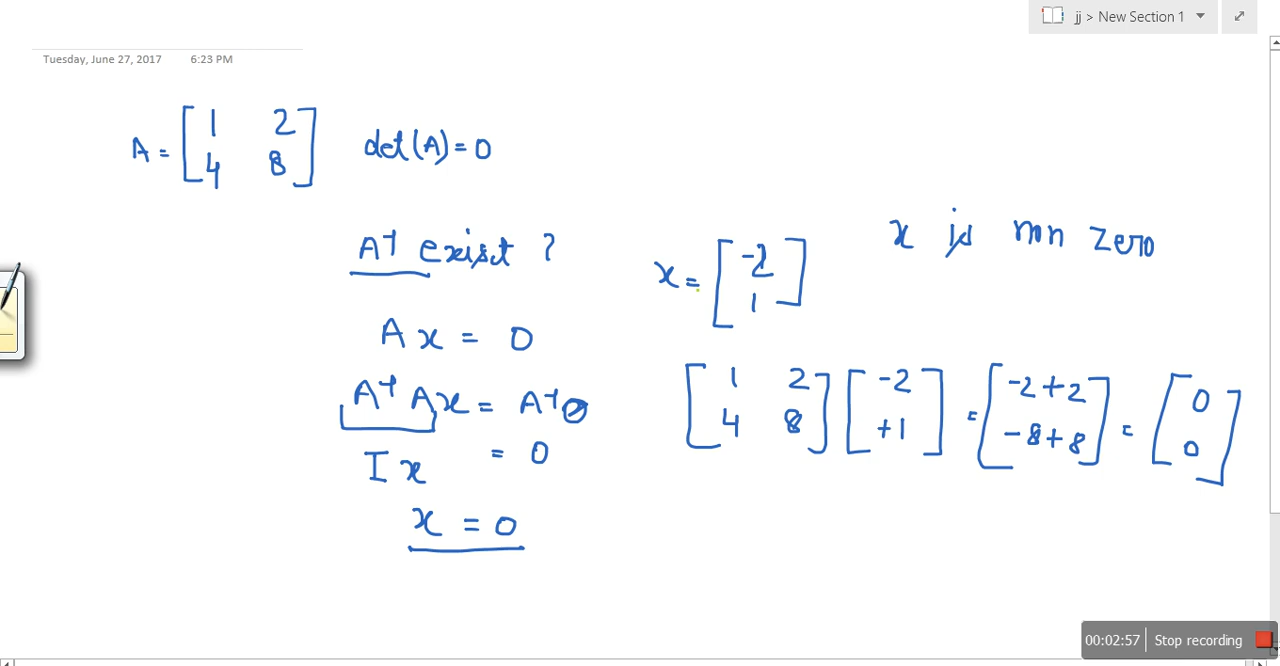 jj > New Section 1
Tuesday, June 27, 2017 6:23 PM
A = [1 2
4 8] det(A) = 0
A⁻¹ exist ?
Ax = 0
A⁻¹Ax = A⁻¹0
Ix = 0
x = 0
x = [-2
1]
x is non zero
[1 2
4 8] [-2
+1] = [-2+2
-8+8] = [0
0]
00:02:57 Stop recording